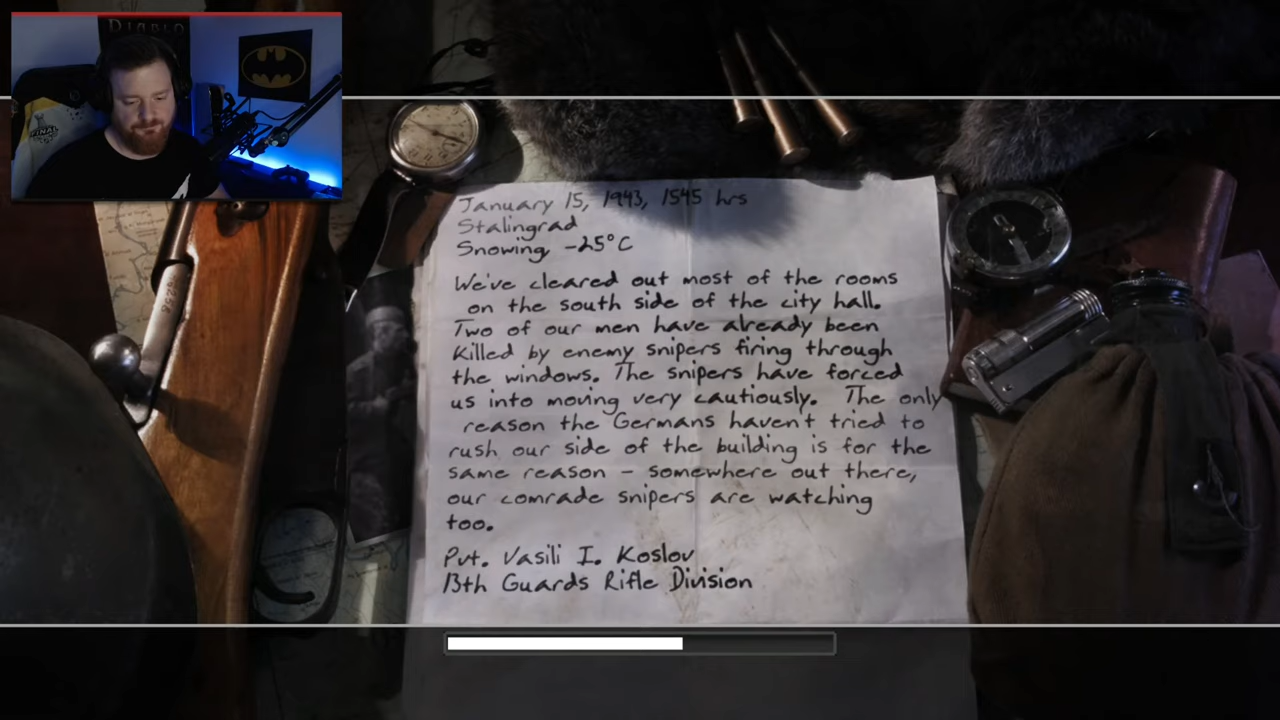 DIABLO
FINAL
January 15, 1943, 1545 hrs
Stalingrad
Snowing, -25°C
We've cleared out most of the rooms
on the south side of the city hall.
Two of our men have already been
killed by enemy snipers firing through
the windows. The snipers have forced
us into moving very cautiously. The only
reason the Germans haven't tried to
rush our side of the building is for the
same reason – somewhere out there,
our comrade snipers are watching
too.
Pvt. Vasili I. Koslov
13th Guards Rifle Division